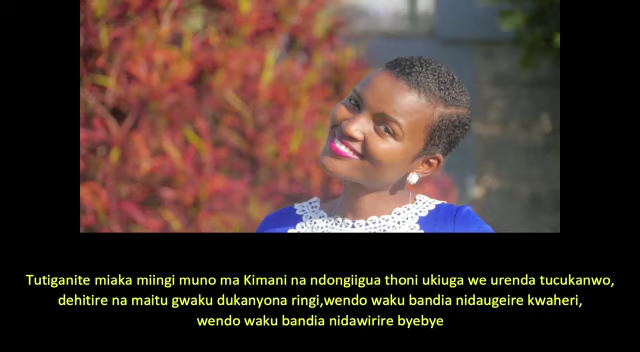 Tutiganite miaka miingi muno ma Kimani na ndongiigua thoni ukiuga we urenda tucukanwo,
dehitire na maitu gwaku dukanyona ringi,wendo waku bandia nidaugeire kwaheri,
wendo waku bandia nidawirire byebye